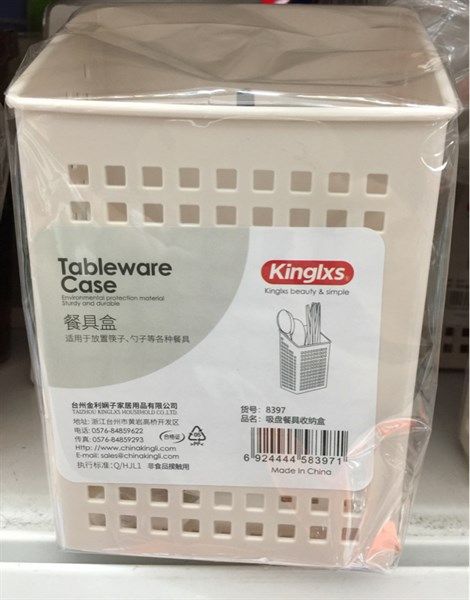 Tableware
Case
Environmental protection material
Sturdy and durable
餐具盒
适用于放置筷子、勺子等各种餐具
Kinglxs
Kinglxs beauty & simple
台州金利娴子家居用品有限公司
TAIZHOU KINGLXS HOUSEHOLD CO.,LTD.
地址: 浙江台州市黄岩高桥开发区
电话: 0576-84859622
传真: 0576-84859293
Http://www.chinakingli.com
E-mail: sales@chinakingli.com
执行标准: Q/HJL1 非食品接触用
合格证
货号: 8397
品名: 吸盘餐具收纳盒
6 924444 583971
Made in China